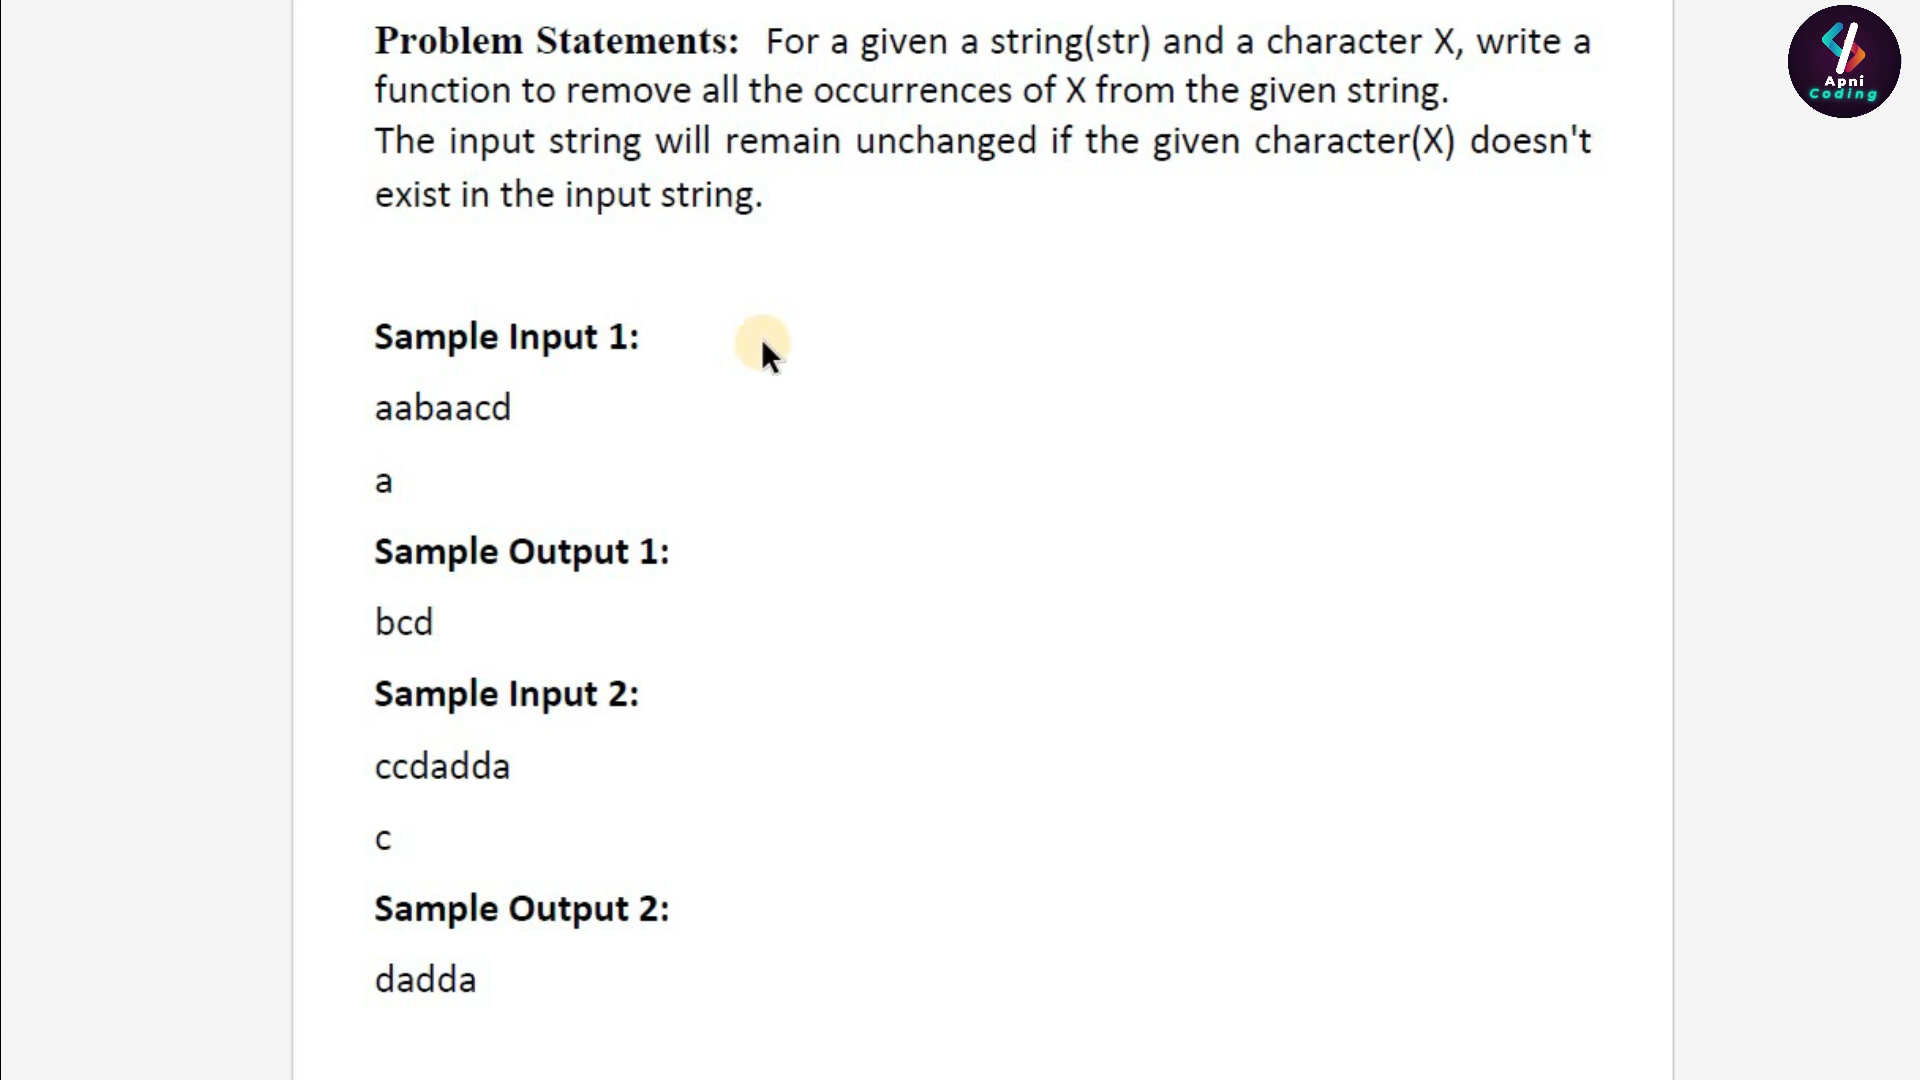 Problem Statements: For a given a string(str) and a character X, write a
function to remove all the occurrences of X from the given string.
The input string will remain unchanged if the given character(X) doesn't
exist in the input string.
Sample Input 1:
aabaacd
a
Sample Output 1:
bcd
Sample Input 2:
ccdadda
c
Sample Output 2:
dadda
Apni
Coding